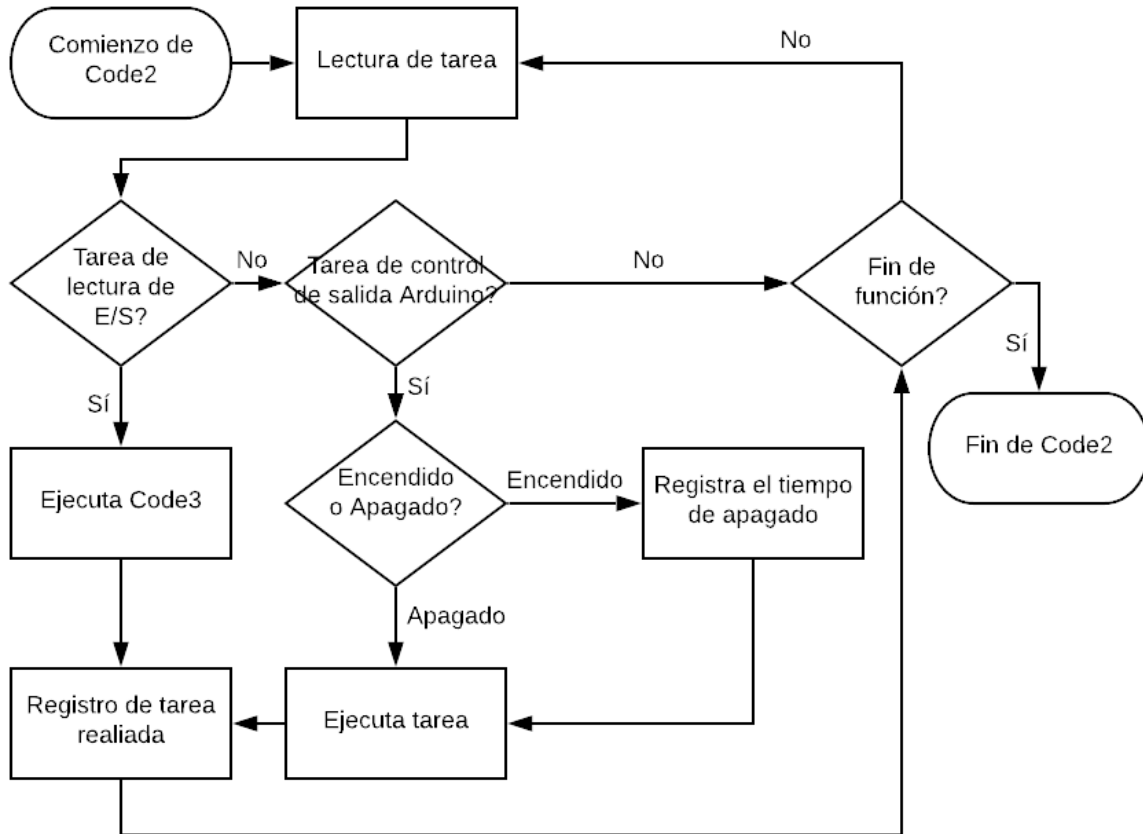 Comienzo de
Code2
Lectura de tarea
No
Tarea de
lectura de
E/S?
No
Tarea de control
de salida Arduino?
No
Fin de
función?
Sí
Sí
Sí
Fin de Code2
Ejecuta Code3
Encendido
o Apagado?
Encendido
Registra el tiempo
de apagado
Apagado
Registro de tarea
realiada
Ejecuta tarea